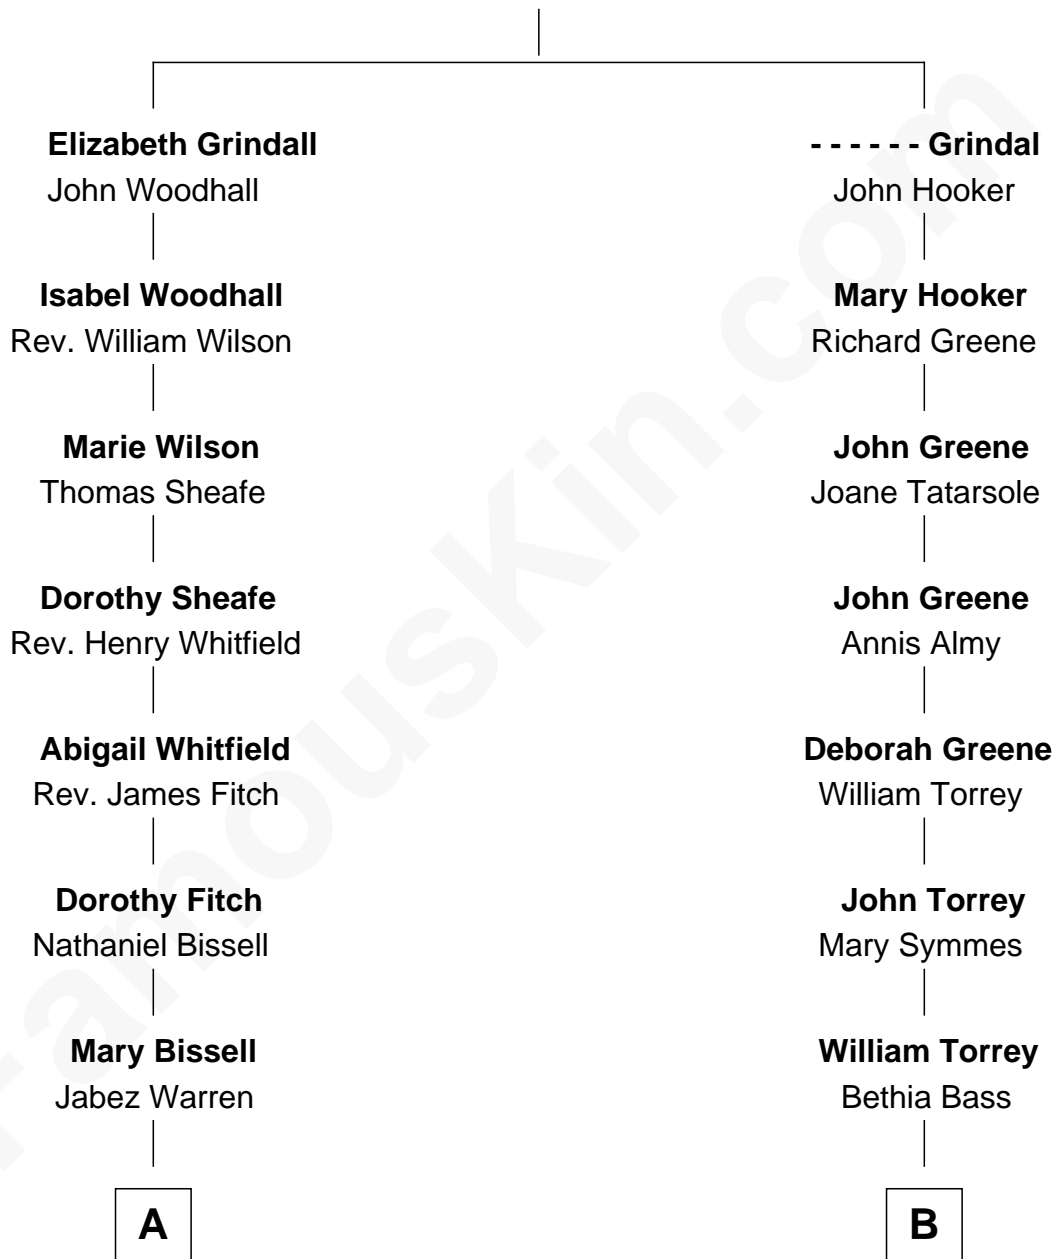 Elizabeth Grindall
John Woodhall
Isabel Woodhall
Rev. William Wilson
Marie Wilson
Thomas Sheafe
Dorothy Sheafe
Rev. Henry Whitfield
Abigail Whitfield
Rev. James Fitch
Dorothy Fitch
Nathaniel Bissell
Mary Bissell
Jabez Warren
A
- - - - - - Grindal
John Hooker
Mary Hooker
Richard Greene
John Greene
Joane Tatarsole
John Greene
Annis Almy
Deborah Greene
William Torrey
John Torrey
Mary Symmes
William Torrey
Bethia Bass
B
FamousKin.com